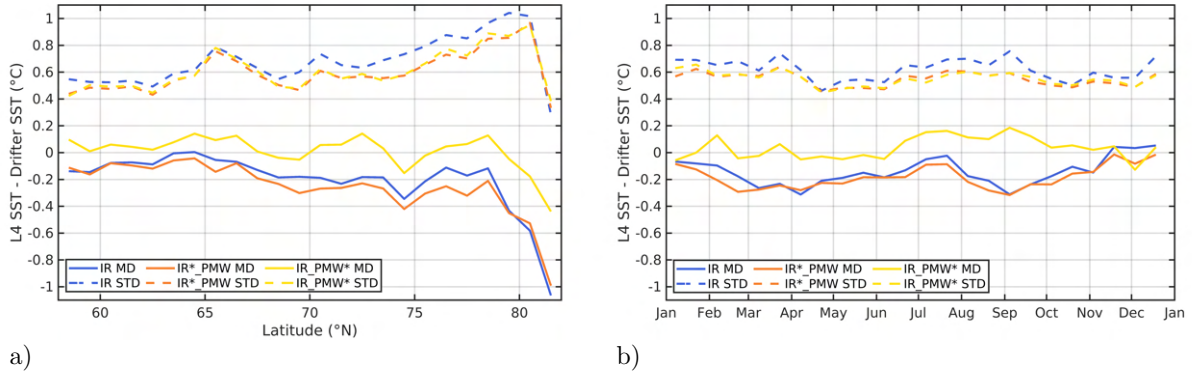 L4 SST - Drifter SST (°C)
1
0.8
0.6
0.4
0.2
0
-0.2
-0.4
-0.6
-0.8
-1
IR MD IR*_PMW MD IR_PMW* MD
IR STD IR*_PMW STD IR_PMW* STD
60 65 70 75 80
Latitude (°N)
a)
L4 SST - Drifter SST (°C)
1
0.8
0.6
0.4
0.2
0
-0.2
-0.4
-0.6
-0.8
-1
IR MD IR*_PMW MD IR_PMW* MD
IR STD IR*_PMW STD IR_PMW* STD
Jan Feb Mar Apr May Jun Jul Aug Sep Oct Nov Dec Jan
b)